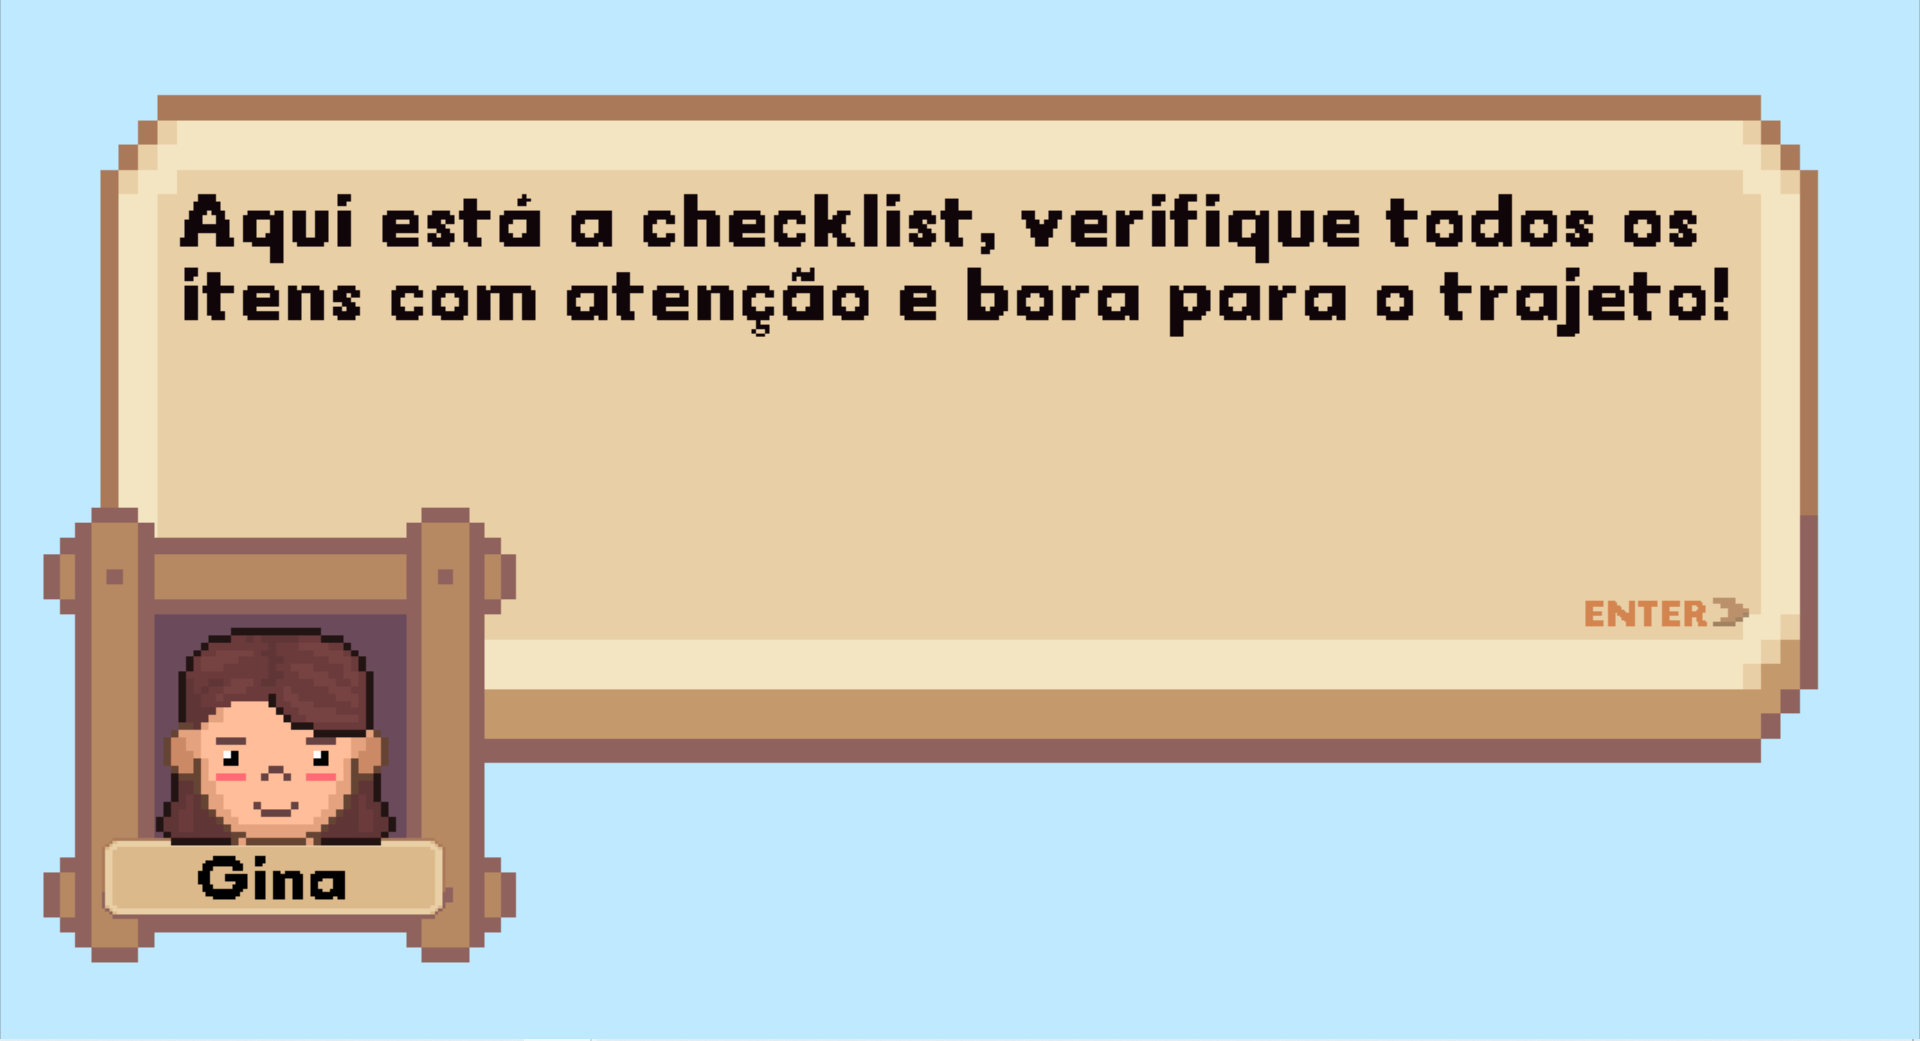 Aqui está a checklist, verifique todos os
itens com atenção e bora para o trajeto!
ENTER
Gina